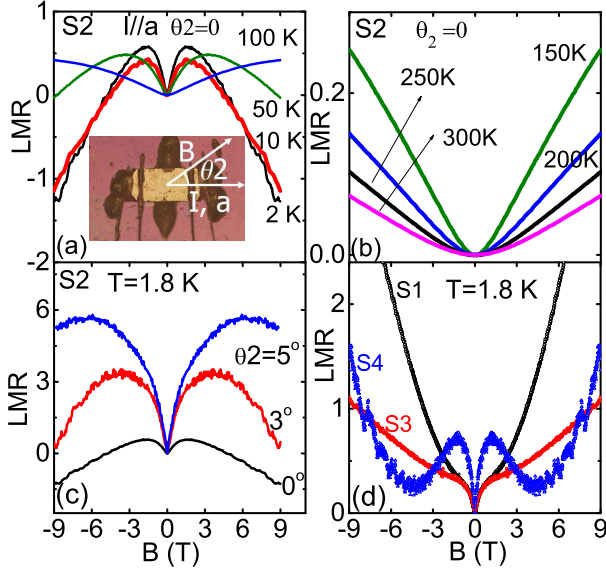 S2 I//a θ2=0
100 K
50 K
10 K
2 K
LMR
1
0
-1
-2
B
θ2
I, a
(a)
S2 θ₂ =0
150K
250K
300K
200K
LMR
0.2
0.0
(b)
S2 T=1.8 K
θ2=5°
3°
0°
LMR
6
3
0
(c)
-9 -6 -3 0 3 6 9
B (T)
S1 T=1.8 K
S4
S3
LMR
2
1
0
(d)
-9 -6 -3 0 3 6 9
B (T)